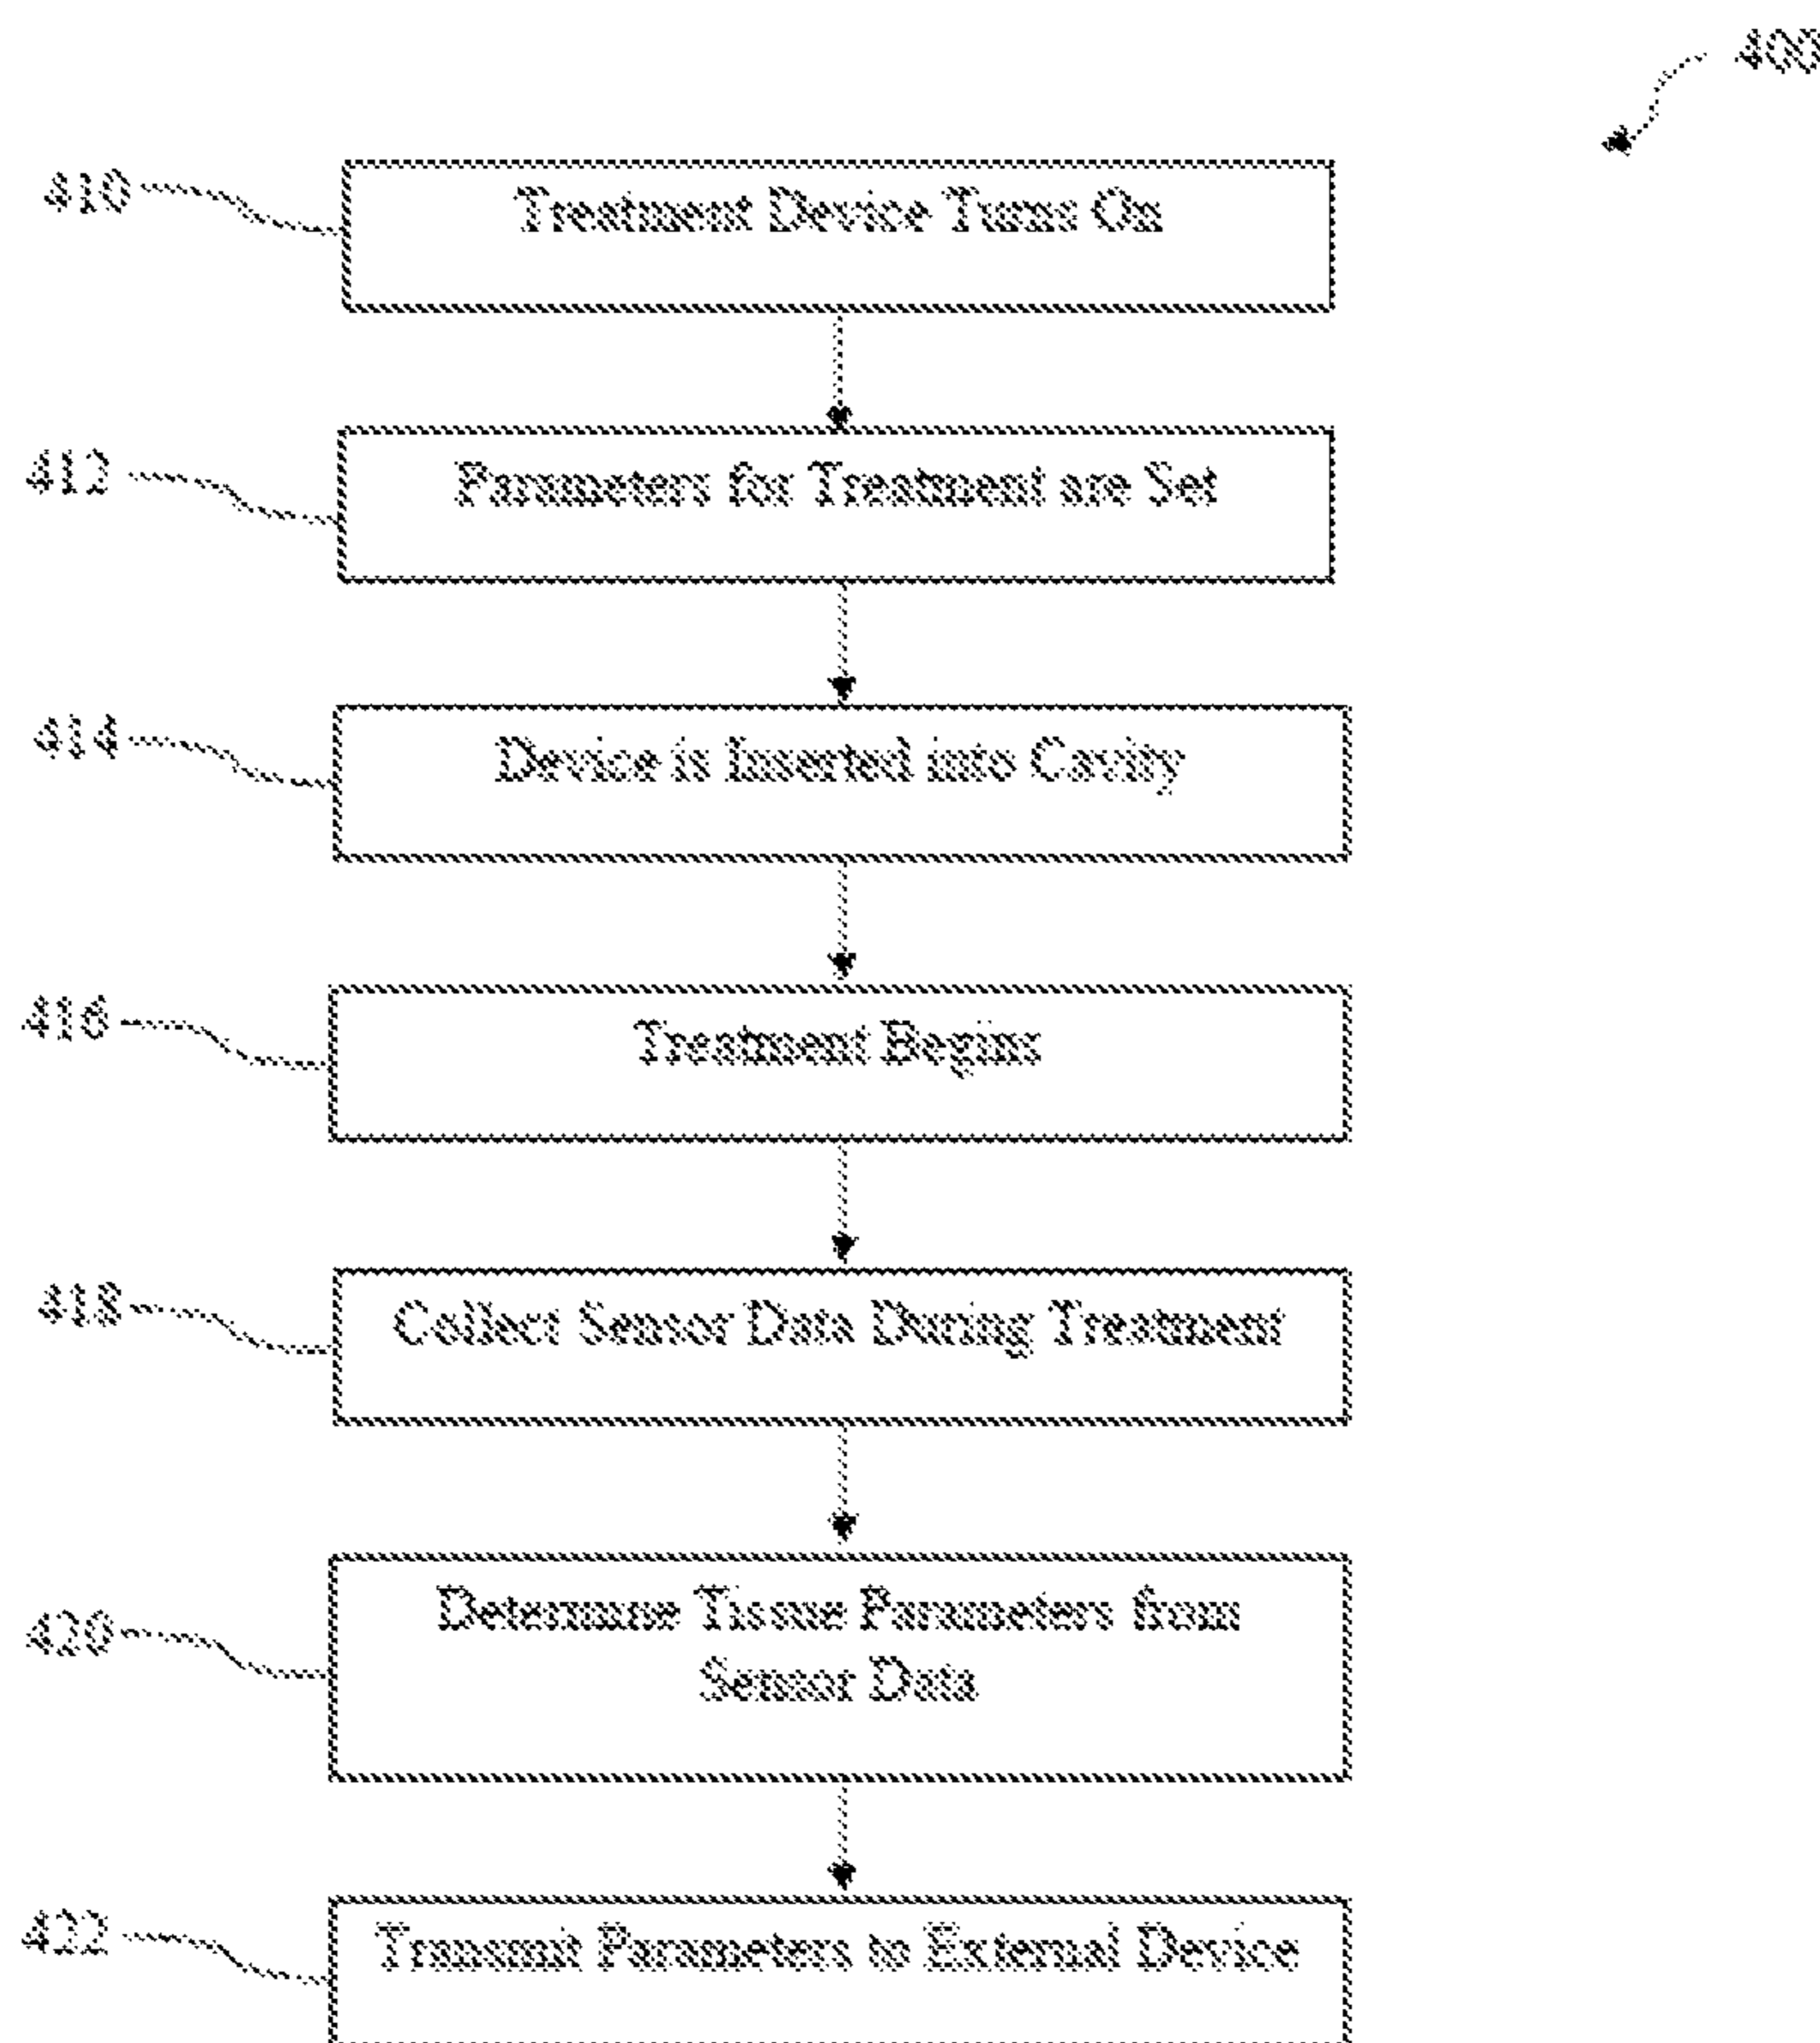 400
410
Treatment Device Turns On
412
Parameters for Treatment are Set
414
Device is Inserted into Cavity
416
Treatment Begins
418
Collect Sensor Data During Treatment
420
Determine Tissue Parameters from
Sensor Data
422
Transmit Parameters to External Device